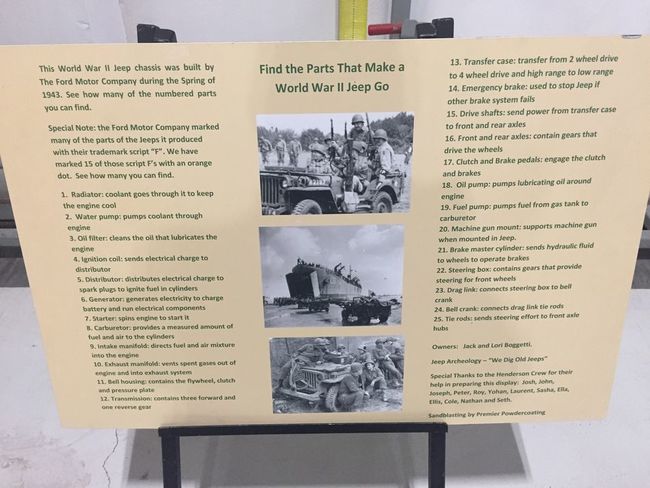 This World War II Jeep chassis was built by
The Ford Motor Company during the Spring of
1943. See how many of the numbered parts
you can find.
Special Note: the Ford Motor Company marked
many of the parts of the Jeeps it produced
with their trademark script "F". We have
marked 15 of those script F's with an orange
dot. See how many you can find.
1. Radiator: coolant goes through it to keep
the engine cool
2. Water pump: pumps coolant through
engine
3. Oil filter: cleans the oil that lubricates the
engine
4. Ignition coil: sends electrical charge to
distributor
5. Distributor: distributes electrical charge to
spark plugs to ignite fuel in cylinders
6. Generator: generates electricity to charge
battery and run electrical components
7. Starter: spins engine to start it
8. Carburetor: provides a measured amount of
fuel and air to the cylinders
9. Intake manifold: directs fuel and air mixture
into the engine
10. Exhaust manifold: vents spent gases out of
engine and into exhaust system
11. Bell housing: contains the flywheel, clutch
and pressure plate
12. Transmission: contains three forward and
one reverse gear
Find the Parts That Make a
World War II Jeep Go
13. Transfer case: transfer from 2 wheel drive
to 4 wheel drive and high range to low range
14. Emergency brake: used to stop Jeep if
other brake system fails
15. Drive shafts: send power from transfer case
to front and rear axles
16. Front and rear axles: contain gears that
drive the wheels
17. Clutch and Brake pedals: engage the clutch
and brakes
18. Oil pump: pumps lubricating oil around
engine
19. Fuel pump: pumps fuel from gas tank to
carburetor
20. Machine gun mount: supports machine gun
when mounted in Jeep.
21. Brake master cylinder: sends hydraulic fluid
to wheels to operate brakes
22. Steering box: contains gears that provide
steering for front wheels
23. Drag link: connects steering box to bell
crank
24. Bell crank: connects drag link tie rods
25. Tie rods: sends steering effort to front axle
hubs
Owners: Jack and Lori Boggetti.
Jeep Archeology – "We Dig Old Jeeps"
Special Thanks to the Henderson Crew for their
help in preparing this display: Josh, John,
Joseph, Peter, Roy, Yohan, Laurent, Sasha, Ella,
Ellis, Cole, Nathan and Seth.
Sandblasting by Premier Powdercoating